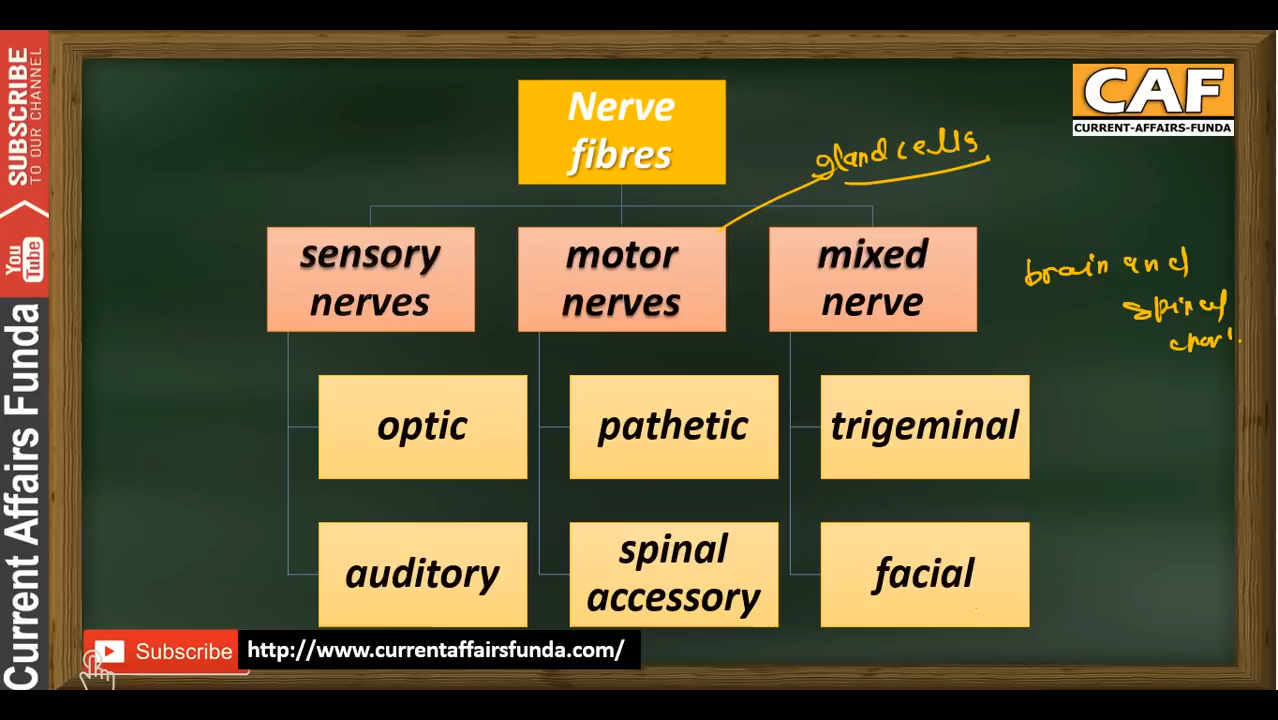 SUBSCRIBE
TO OUR CHANNEL
You
Tube
Current Affairs Funda
CAF
CURRENT-AFFAIRS-FUNDA
Nerve
fibres
gland cells
sensory
nerves
motor
nerves
mixed
nerve
brain and
spinal
optic
pathetic
trigeminal
auditory
spinal
accessory
facial
Subscribe
http://www.currentaffairsfunda.com/